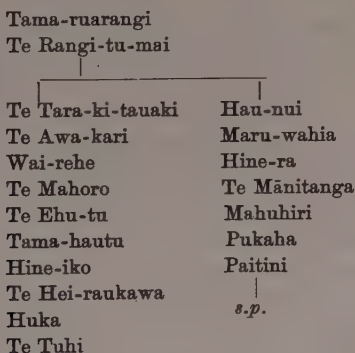 Tama-ruarangi
Te Rangi-tu-mai
Te Tara-ki-tauaki Hau-nui
Te Awa-kari Maru-wahia
Wai-rehe Hine-ra
Te Mahoro Te Mānitanga
Te Ehu-tu Mahuhiri
Tama-hautu Pukaha
Hine-iko Paitini
Te Hei-raukawa s.p.
Huka
Te Tuhi